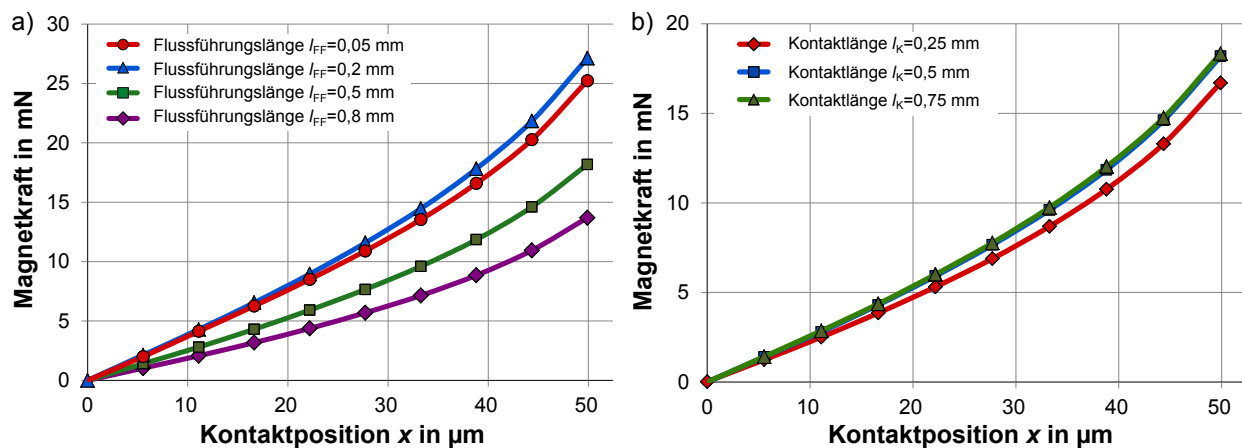 a)
Magnetkraft in mN
30
25
20
15
10
5
0
Flussführungslänge lFF=0,05 mm
Flussführungslänge lFF=0,2 mm
Flussführungslänge lFF=0,5 mm
Flussführungslänge lFF=0,8 mm
0 10 20 30 40 50
Kontaktposition x in µm
b)
Magnetkraft in mN
20
15
10
5
0
Kontaktlänge lK=0,25 mm
Kontaktlänge lK=0,5 mm
Kontaktlänge lK=0,75 mm
0 10 20 30 40 50
Kontaktposition x in µm